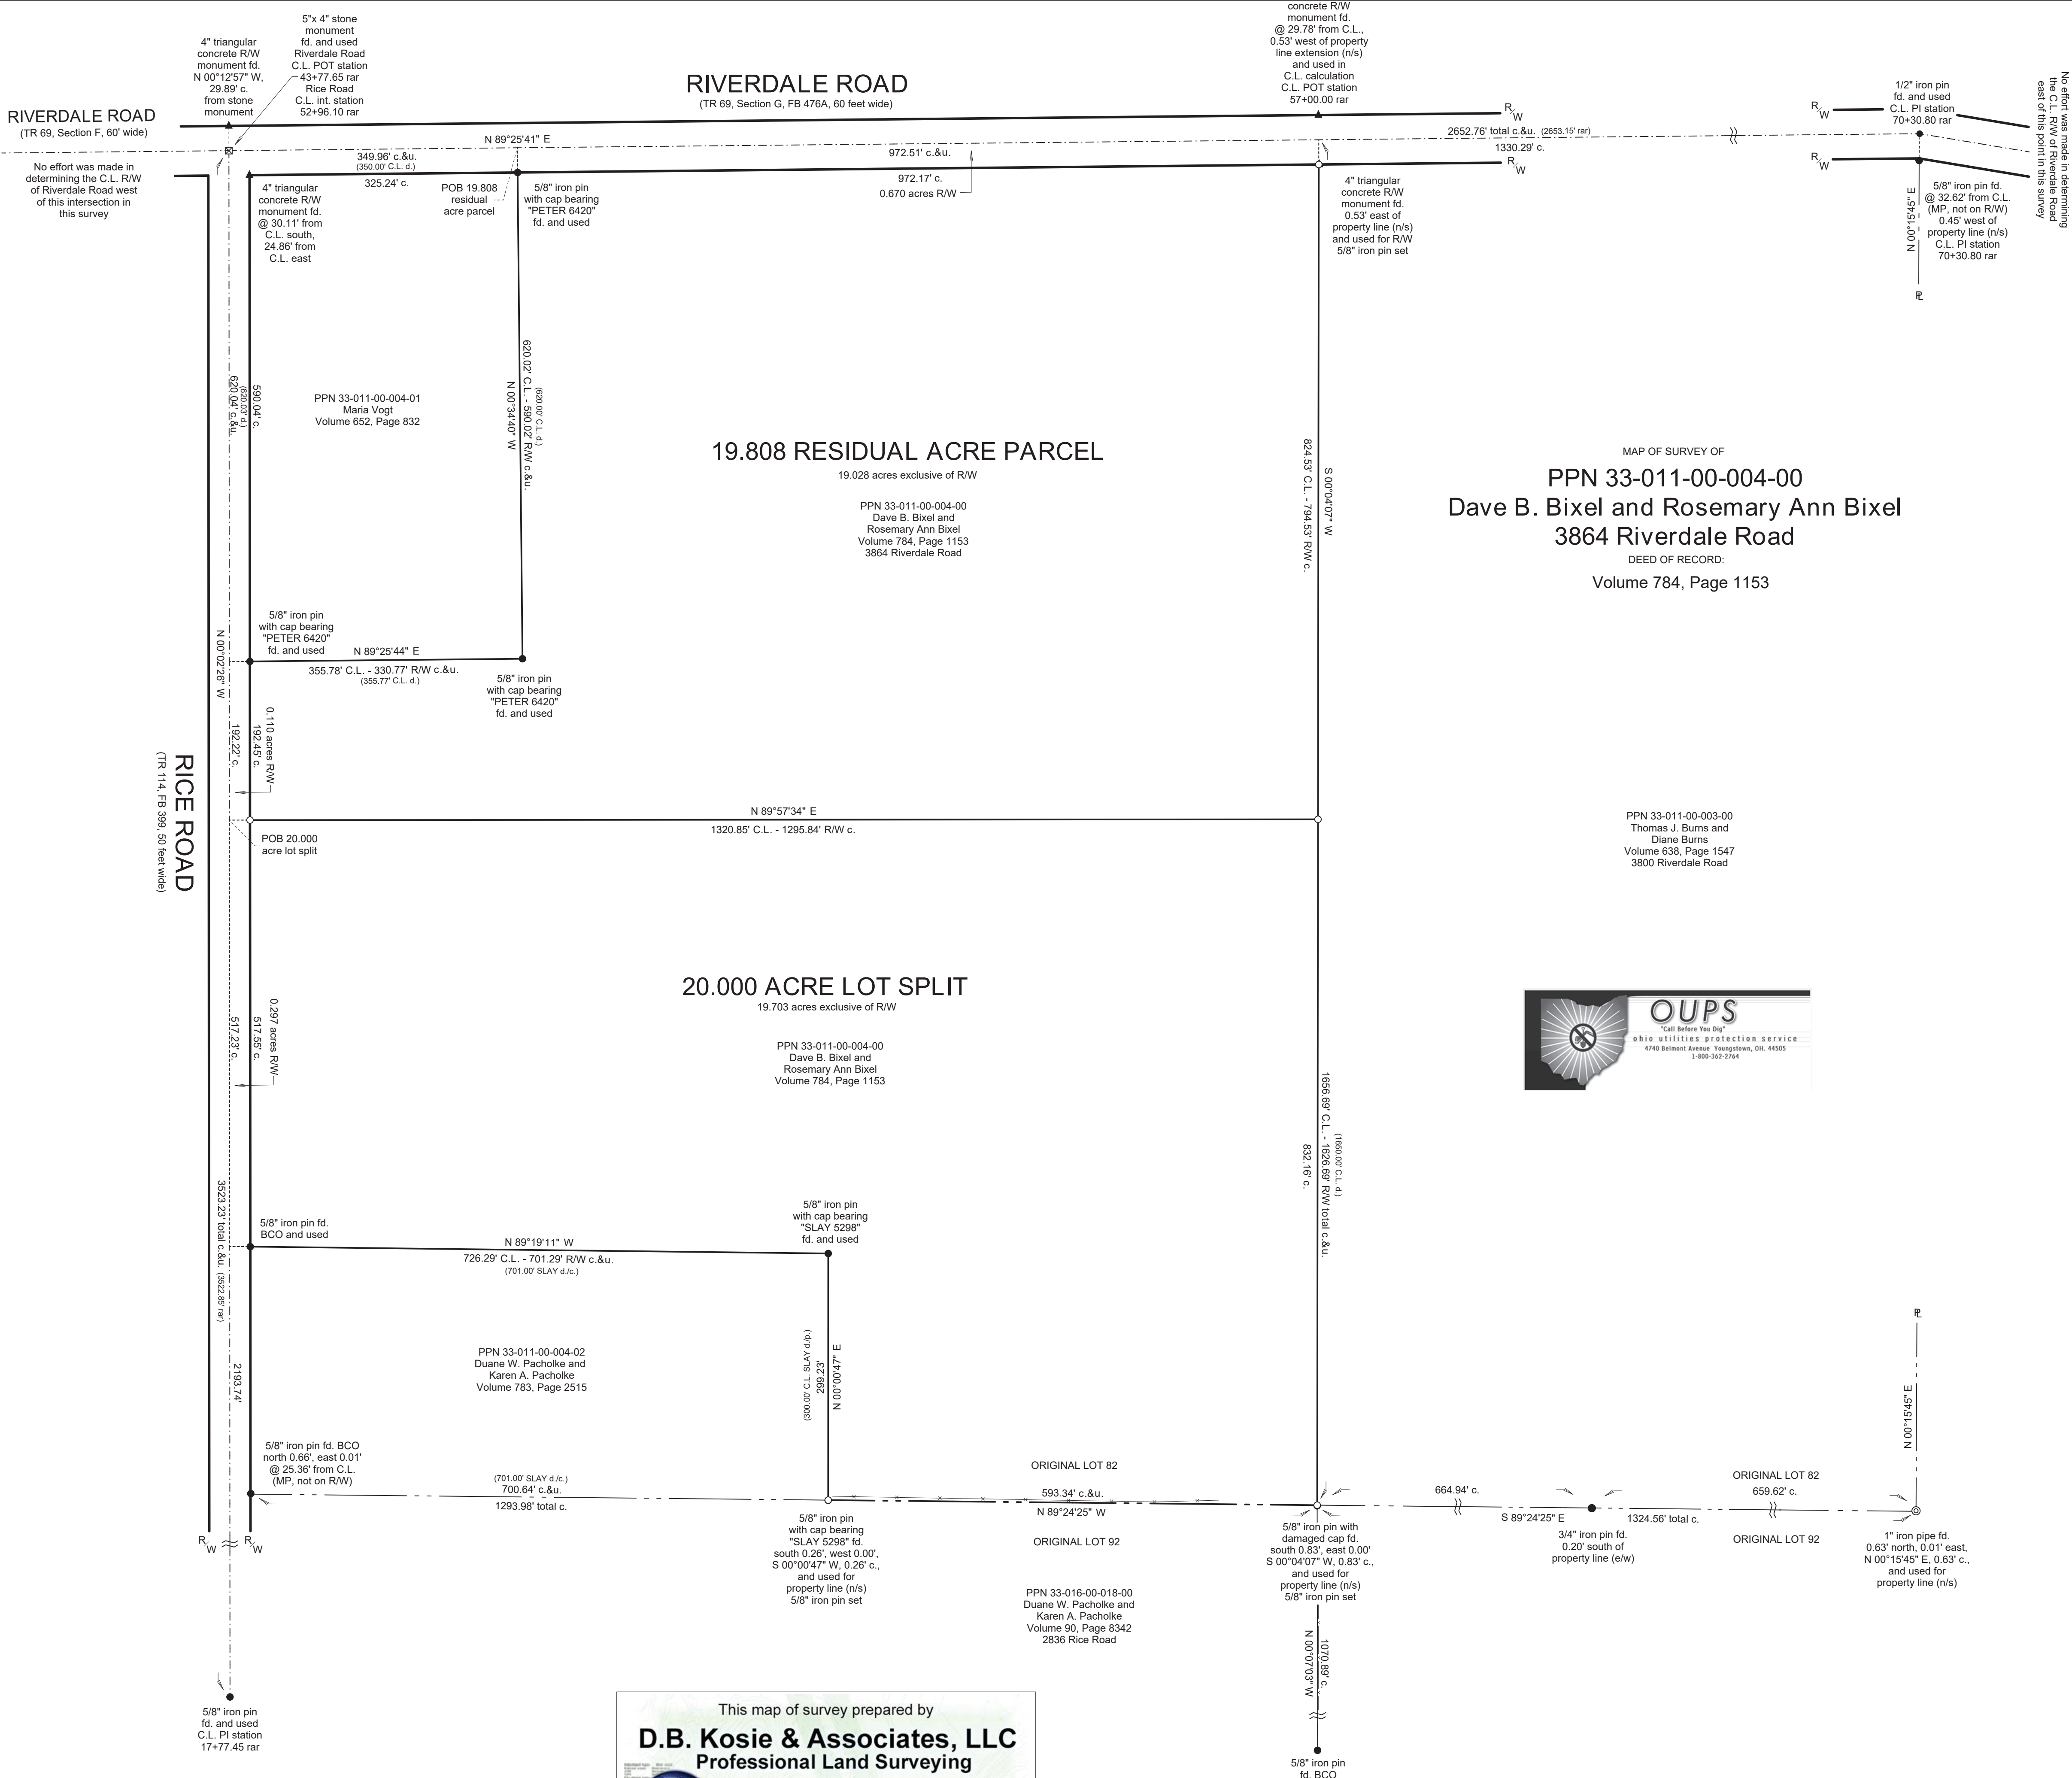 5"x 4" stone
monument
fd. and used
Riverdale Road
C.L. POT station
43+77.65 rar
Rice Road
C.L. int. station
52+96.10 rar
4" triangular
concrete R/W
monument fd.
N 00°12'57" W,
29.89' c.
from stone
monument
concrete R/W
monument fd.
@ 29.78' from C.L.,
0.53' west of property
line extension (n/s)
and used in
C.L. calculation
C.L. POT station
57+00.00 rar
RIVERDALE ROAD
(TR 69, Section G, FB 476A, 60 feet wide)
RIVERDALE ROAD
(TR 69, Section F, 60' wide)
1/2" iron pin
fd. and used
C.L. PI station
70+30.80 rar
No effort was made in determining
the C.L. R/W of Riverdale Road
east of this point in this survey
R/W
R/W
N 89°25'41" E
2652.76' total c.&u. (2653.15' rar)
1330.29' c.
R/W
R/W
349.96' c.&u.
(350.00' C.L. d.)
325.24' c.
972.51' c.&u.
972.17' c.
0.670 acres R/W
No effort was made in
determining the C.L. R/W
of Riverdale Road west
of this intersection in
this survey
4" triangular
concrete R/W
monument fd.
@ 30.11' from
C.L. south,
24.86' from
C.L. east
POB 19.808
residual
acre parcel
5/8" iron pin
with cap bearing
"PETER 6420"
fd. and used
4" triangular
concrete R/W
monument fd.
0.53' east of
property line (n/s)
and used for R/W
5/8" iron pin set
N 00°15'45" E
5/8" iron pin fd.
@ 32.62' from C.L.
(MP, not on R/W)
0.45' west of
property line (n/s)
C.L. PI station
70+30.80 rar
PL
620.04' c.&u.
(620.03' d.)
590.04' c.
PPN 33-011-00-004-01
Maria Vogt
Volume 652, Page 832
(620.00' C.L. d.)
620.02' C.L. - 590.02' R/W c.&u.
N 00°34'40" W
19.808 RESIDUAL ACRE PARCEL
19.028 acres exclusive of R/W
PPN 33-011-00-004-00
Dave B. Bixel and
Rosemary Ann Bixel
Volume 784, Page 1153
3864 Riverdale Road
S 00°04'07" W
824.53' C.L. - 794.53' R/W c.
MAP OF SURVEY OF
PPN 33-011-00-004-00
Dave B. Bixel and Rosemary Ann Bixel
3864 Riverdale Road
DEED OF RECORD:
Volume 784, Page 1153
5/8" iron pin
with cap bearing
"PETER 6420"
fd. and used
N 89°25'44" E
355.78' C.L. - 330.77' R/W c.&u.
(355.77' C.L. d.)
5/8" iron pin
with cap bearing
"PETER 6420"
fd. and used
N 00°02'26" W
0.110 acres R/W
192.45' c.
192.22' c.
RICE ROAD
(TR 114, FB 399, 50 feet wide)
N 89°57'34" E
1320.85' C.L. - 1295.84' R/W c.
POB 20.000
acre lot split
PPN 33-011-00-003-00
Thomas J. Burns and
Diane Burns
Volume 638, Page 1547
3800 Riverdale Road
20.000 ACRE LOT SPLIT
19.703 acres exclusive of R/W
PPN 33-011-00-004-00
Dave B. Bixel and
Rosemary Ann Bixel
Volume 784, Page 1153
0.297 acres R/W
517.55' c.
517.23' c.
OUPS
"Call Before You Dig"
ohio utilities protection service
4740 Belmont Avenue Youngstown, OH. 44505
1-800-362-2764
(1650.00' C.L. d.)
1656.69' C.L. - 1626.69' R/W total c.&u.
832.16' c.
3523.23' total c.&u. (3522.85' rar)
5/8" iron pin fd.
BCO and used
N 89°19'11" W
726.29' C.L. - 701.29' R/W c.&u.
(701.00' SLAY d./c.)
5/8" iron pin
with cap bearing
"SLAY 5298"
fd. and used
PPN 33-011-00-004-02
Duane W. Pacholke and
Karen A. Pacholke
Volume 783, Page 2515
(300.00' C.L. SLAY d./p.)
299.23'
N 00°00'47" E
2193.74'
PL
N 00°15'45" E
5/8" iron pin fd. BCO
north 0.66', east 0.01'
@ 25.36' from C.L.
(MP, not on R/W)
(701.00' SLAY d./c.)
700.64' c.&u.
1293.98' total c.
ORIGINAL LOT 82
593.34' c.&u.
N 89°24'25" W
ORIGINAL LOT 92
664.94' c.
S 89°24'25" E
ORIGINAL LOT 82
659.62' c.
1324.56' total c.
ORIGINAL LOT 92
R/W
R/W
5/8" iron pin
with cap bearing
"SLAY 5298" fd.
south 0.26', west 0.00',
S 00°00'47" W, 0.26' c.,
and used for
property line (n/s)
5/8" iron pin set
5/8" iron pin with
damaged cap fd.
south 0.83', east 0.00'
S 00°04'07" W, 0.83' c.,
and used for
property line (n/s)
5/8" iron pin set
3/4" iron pin fd.
0.20' south of
property line (e/w)
1" iron pipe fd.
0.63' north, 0.01' east,
N 00°15'45" E, 0.63' c.,
and used for
property line (n/s)
PPN 33-016-00-018-00
Duane W. Pacholke and
Karen A. Pacholke
Volume 90, Page 8342
2836 Rice Road
1070.89' c.
N 00°07'03" W
5/8" iron pin
fd. and used
C.L. PI station
17+77.45 rar
This map of survey prepared by
D.B. Kosie & Associates, LLC
Professional Land Surveying
5/8" iron pin
fd. BCO